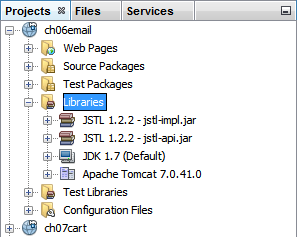 Projects Files Services
ch06email
Web Pages
Source Packages
Test Packages
Libraries
JSTL 1.2.2 - jstl-impl.jar
JSTL 1.2.2 - jstl-api.jar
JDK 1.7 (Default)
Apache Tomcat 7.0.41.0
Test Libraries
Configuration Files
ch07cart